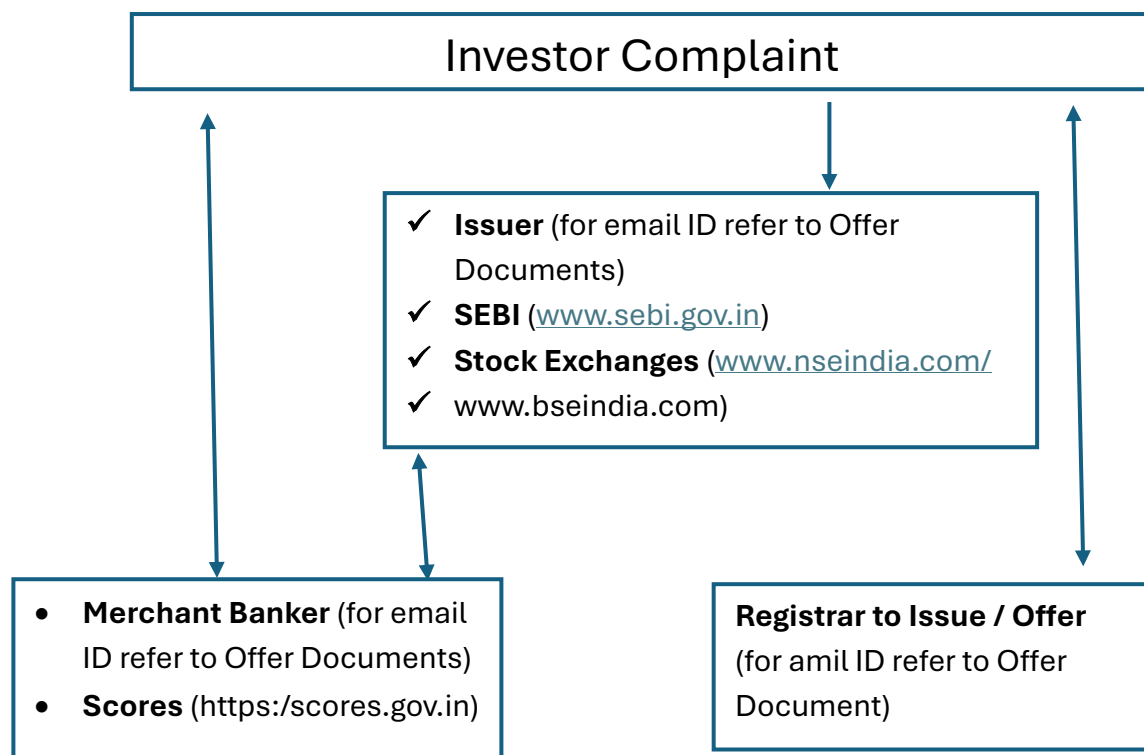 Investor Complaint
✓ Issuer (for email ID refer to Offer
Documents)
✓ SEBI (www.sebi.gov.in)
✓ Stock Exchanges (www.nseindia.com/
✓ www.bseindia.com)
• Merchant Banker (for email
ID refer to Offer Documents)
• Scores (https:/scores.gov.in)
Registrar to Issue / Offer
(for amil ID refer to Offer
Document)